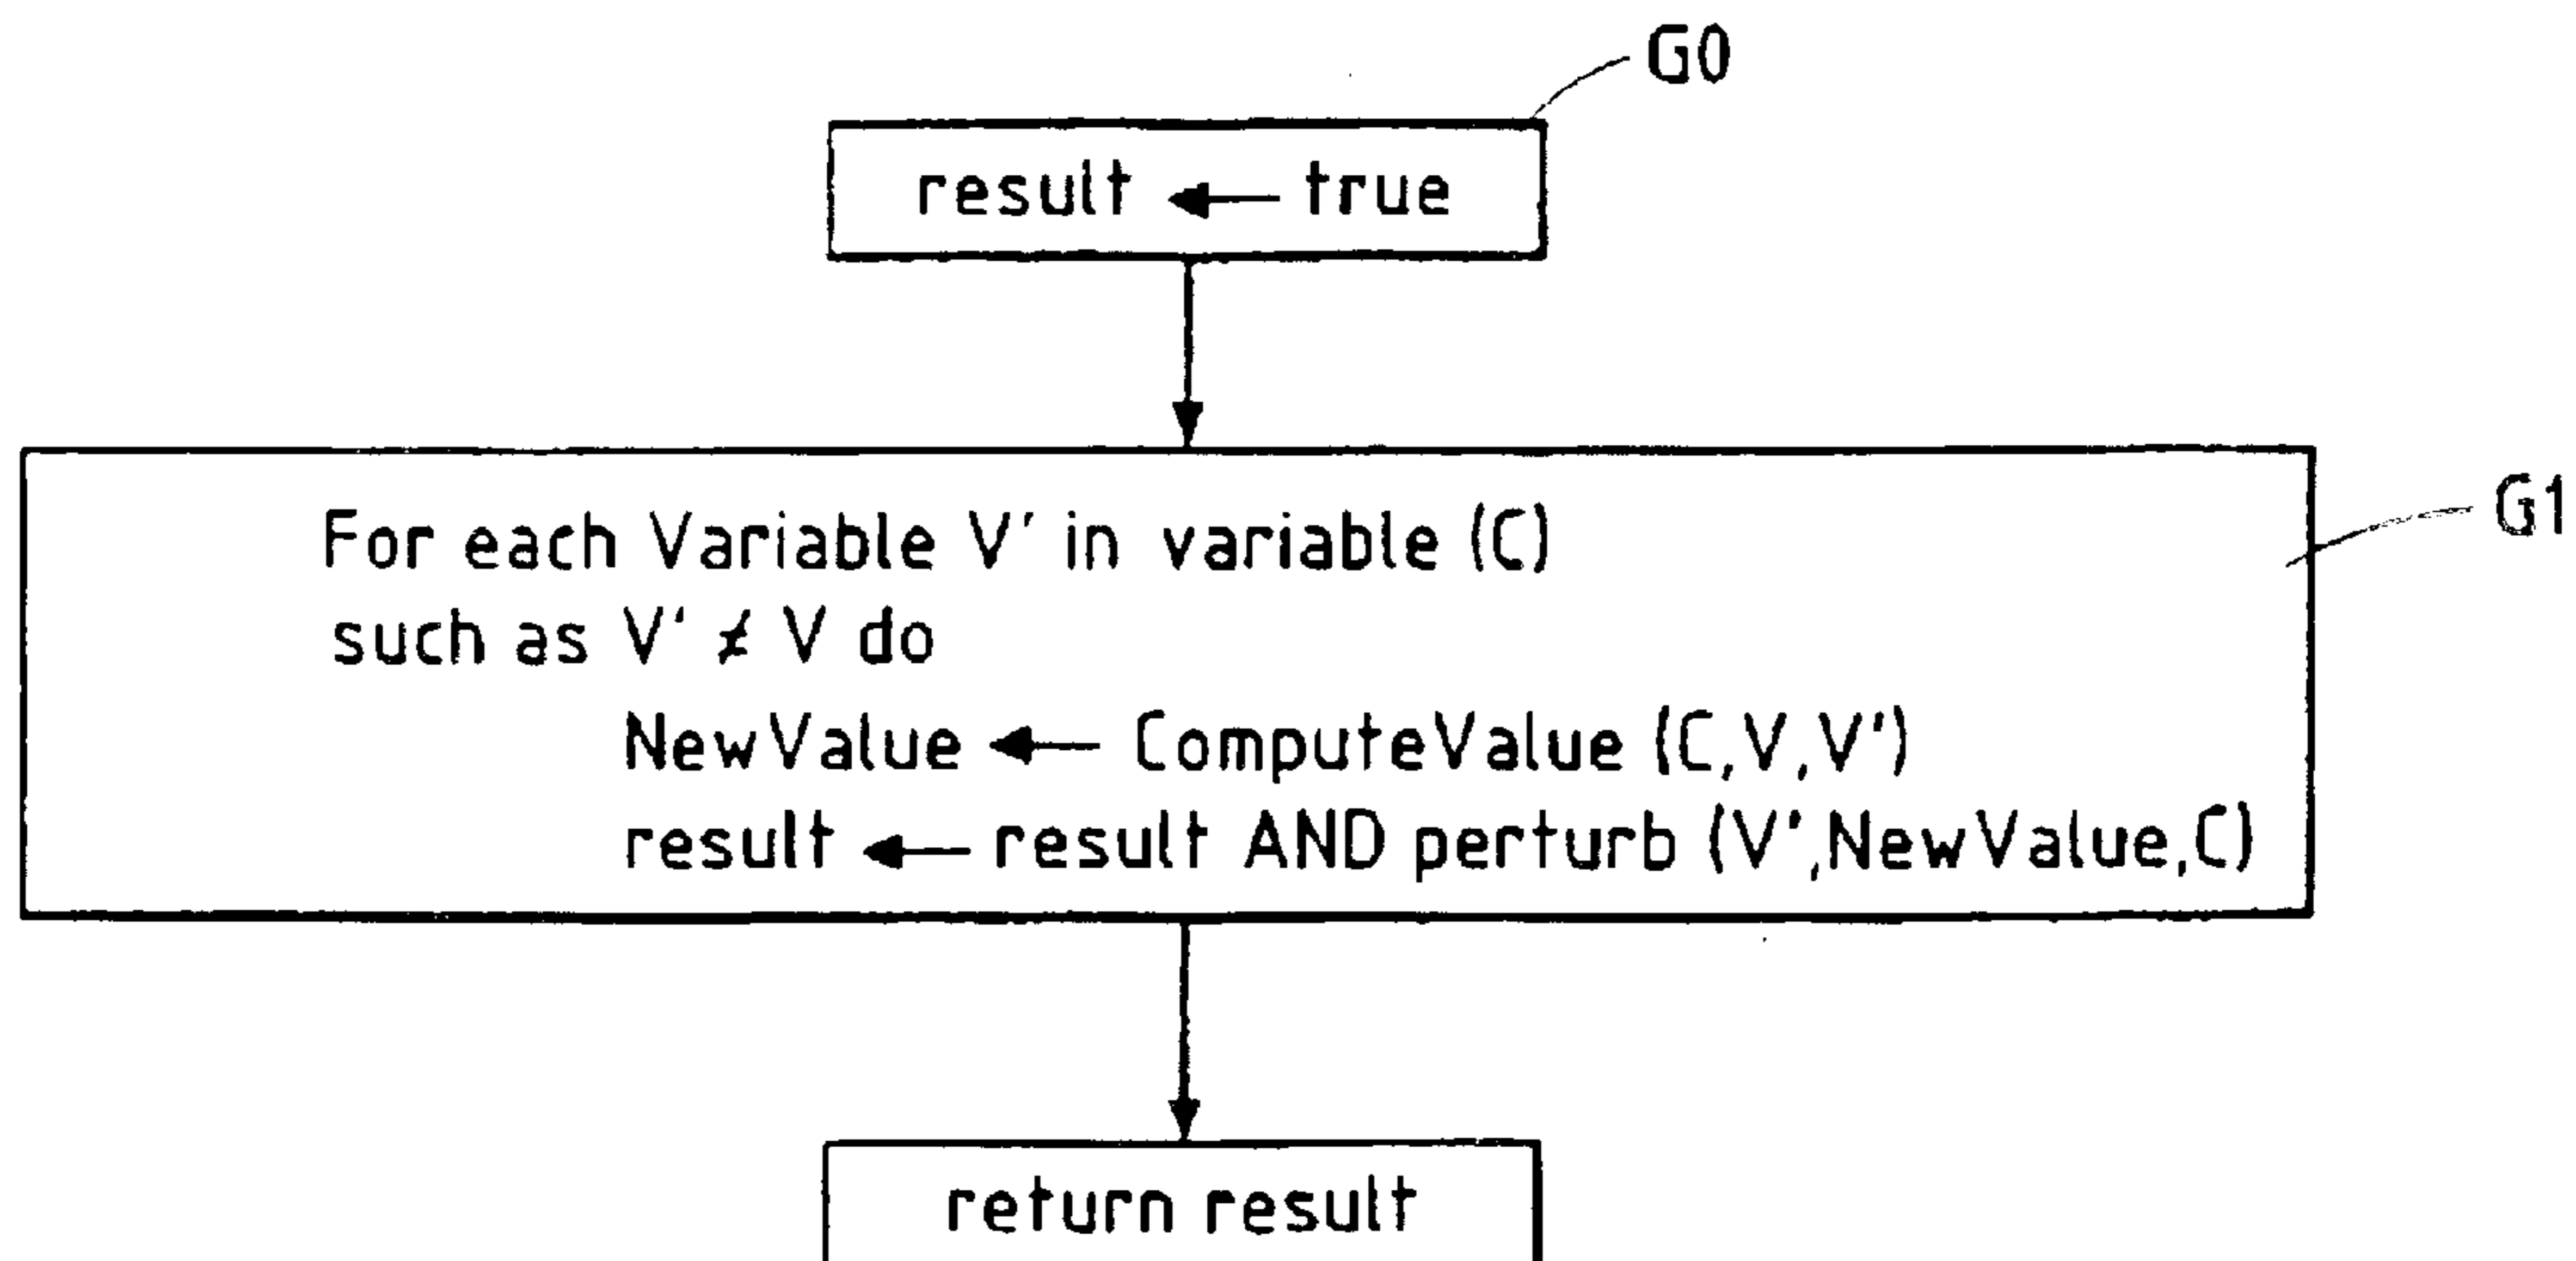 G0
result ← true
For each Variable V' in variable (C)
G1
such as V' ≠ V do
NewValue ← ComputeValue (C,V,V')
result ← result AND perturb (V',NewValue,C)
return result